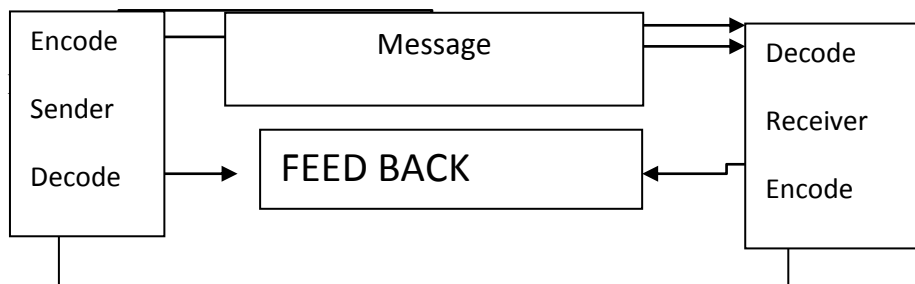 Encode
Sender
Decode
Message
FEED BACK
Decode
Receiver
Encode